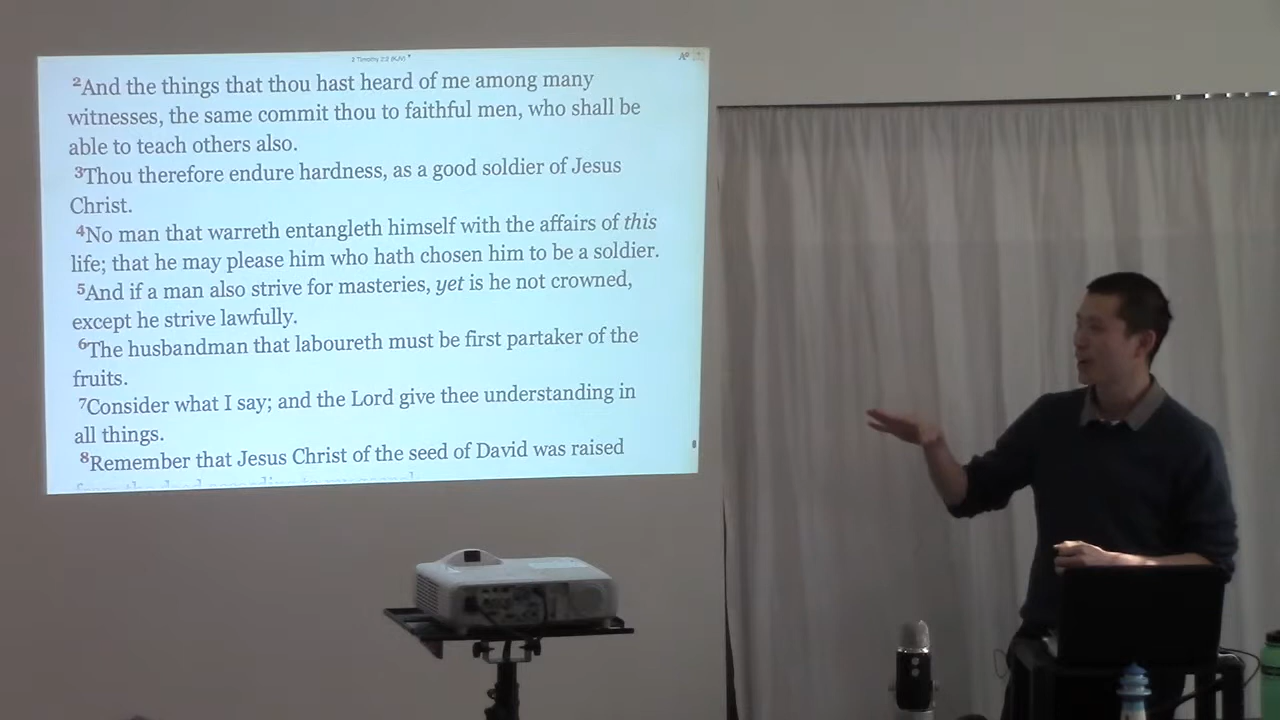 2 Timothy 2:2 (KJV)
²And the things that thou hast heard of me among many
witnesses, the same commit thou to faithful men, who shall be
able to teach others also.
³Thou therefore endure hardness, as a good soldier of Jesus
Christ.
⁴No man that warreth entangleth himself with the affairs of this
life; that he may please him who hath chosen him to be a soldier.
⁵And if a man also strive for masteries, yet is he not crowned,
except he strive lawfully.
⁶The husbandman that laboureth must be first partaker of the
fruits.
⁷Consider what I say; and the Lord give thee understanding in
all things.
⁸Remember that Jesus Christ of the seed of David was raised